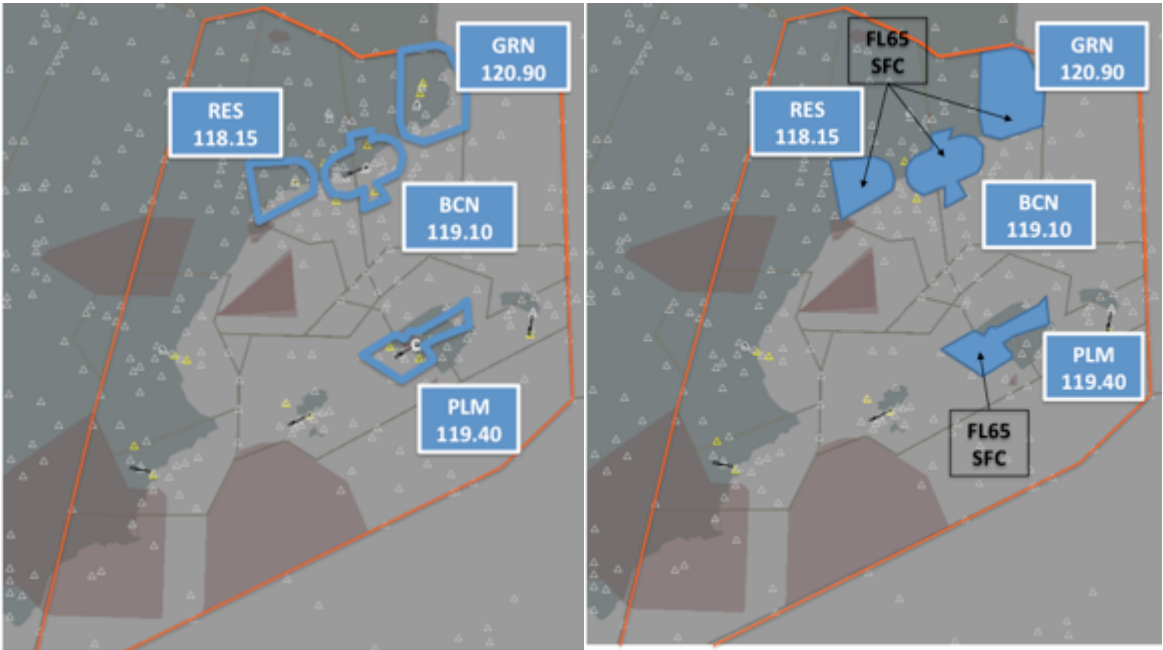 GRN
120.90
RES
118.15
BCN
119.10
C
PLM
119.40
FL65
SFC
GRN
120.90
RES
118.15
BCN
119.10
PLM
119.40
FL65
SFC